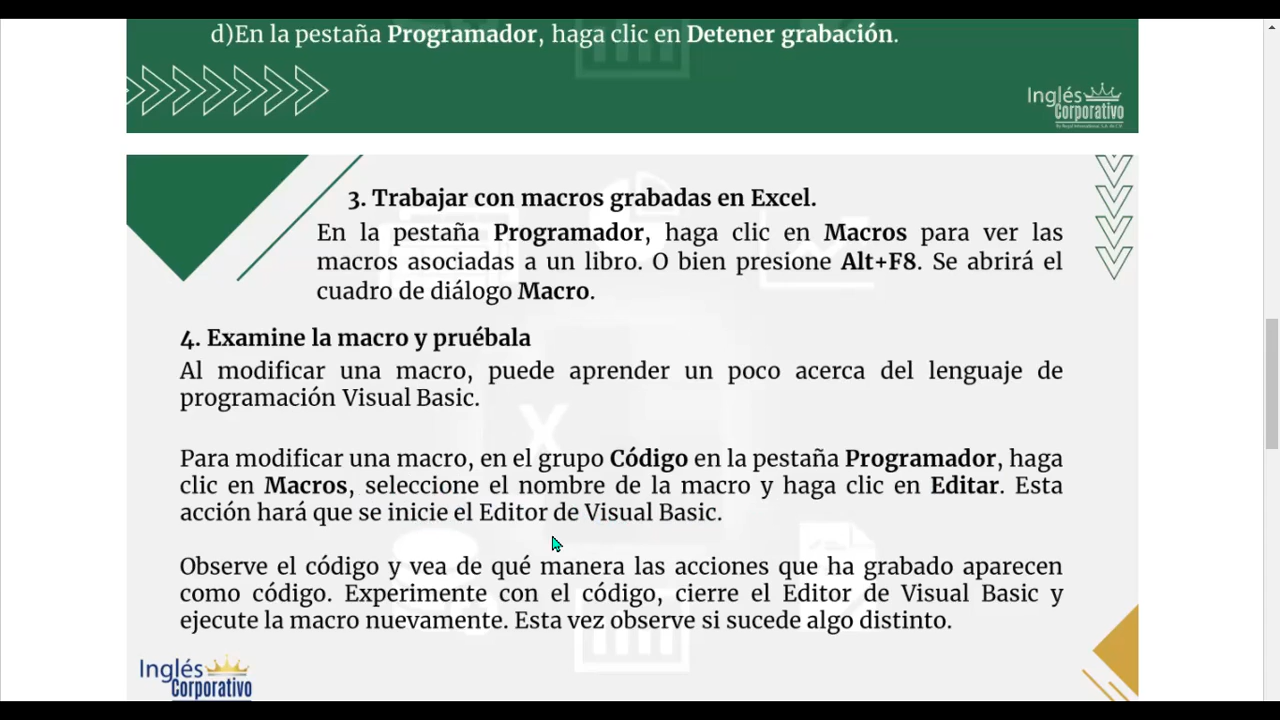 d)En la pestaña Programador, haga clic en Detener grabación.
Inglés
Corporativo
3. Trabajar con macros grabadas en Excel.
En la pestaña Programador, haga clic en Macros para ver las
macros asociadas a un libro. O bien presione Alt+F8. Se abrirá el
cuadro de diálogo Macro.
4. Examine la macro y pruébala
Al modificar una macro, puede aprender un poco acerca del lenguaje de
programación Visual Basic.
Para modificar una macro, en el grupo Código en la pestaña Programador, haga
clic en Macros, seleccione el nombre de la macro y haga clic en Editar. Esta
acción hará que se inicie el Editor de Visual Basic.
Observe el código y vea de qué manera las acciones que ha grabado aparecen
como código. Experimente con el código, cierre el Editor de Visual Basic y
ejecute la macro nuevamente. Esta vez observe si sucede algo distinto.
Inglés
Corporativo